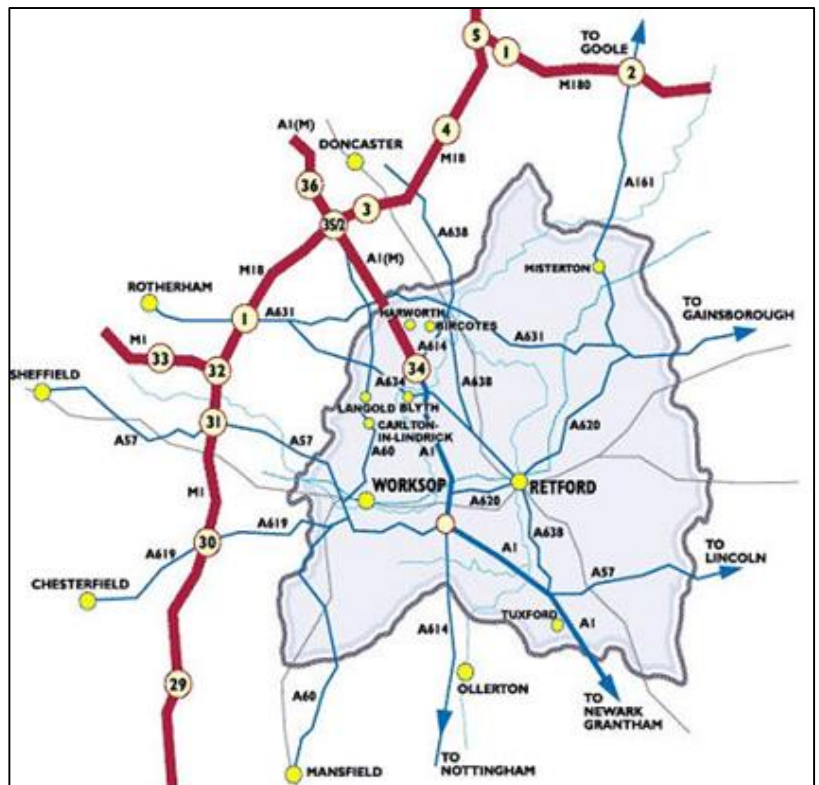 5
1
TO
GOOLE
2
M180
4
A1(M)
DONCASTER
M18
36
3
A161
35/2
A638
A1(M)
MISTERTON
M18
ROTHERHAM
TO
GAINSBOROUGH
1
A631
HARWORTH
BIRCOTES
A631
M1
33
32
A614
34
SHEFFIELD
A634
A638
LANGOLD
BLYTH
A620
31
CARLTON-
IN-LINDRICK
A57
A57
A60
A1
M1
WORKSOP
A620
RETFORD
A638
A619
30
A1
TO
LINCOLN
A619
A57
CHESTERFIELD
TUXFORD
A1
A614
29
OLLERTON
A60
TO
NEWARK
GRANTHAM
TO
NOTTINGHAM
MANSFIELD